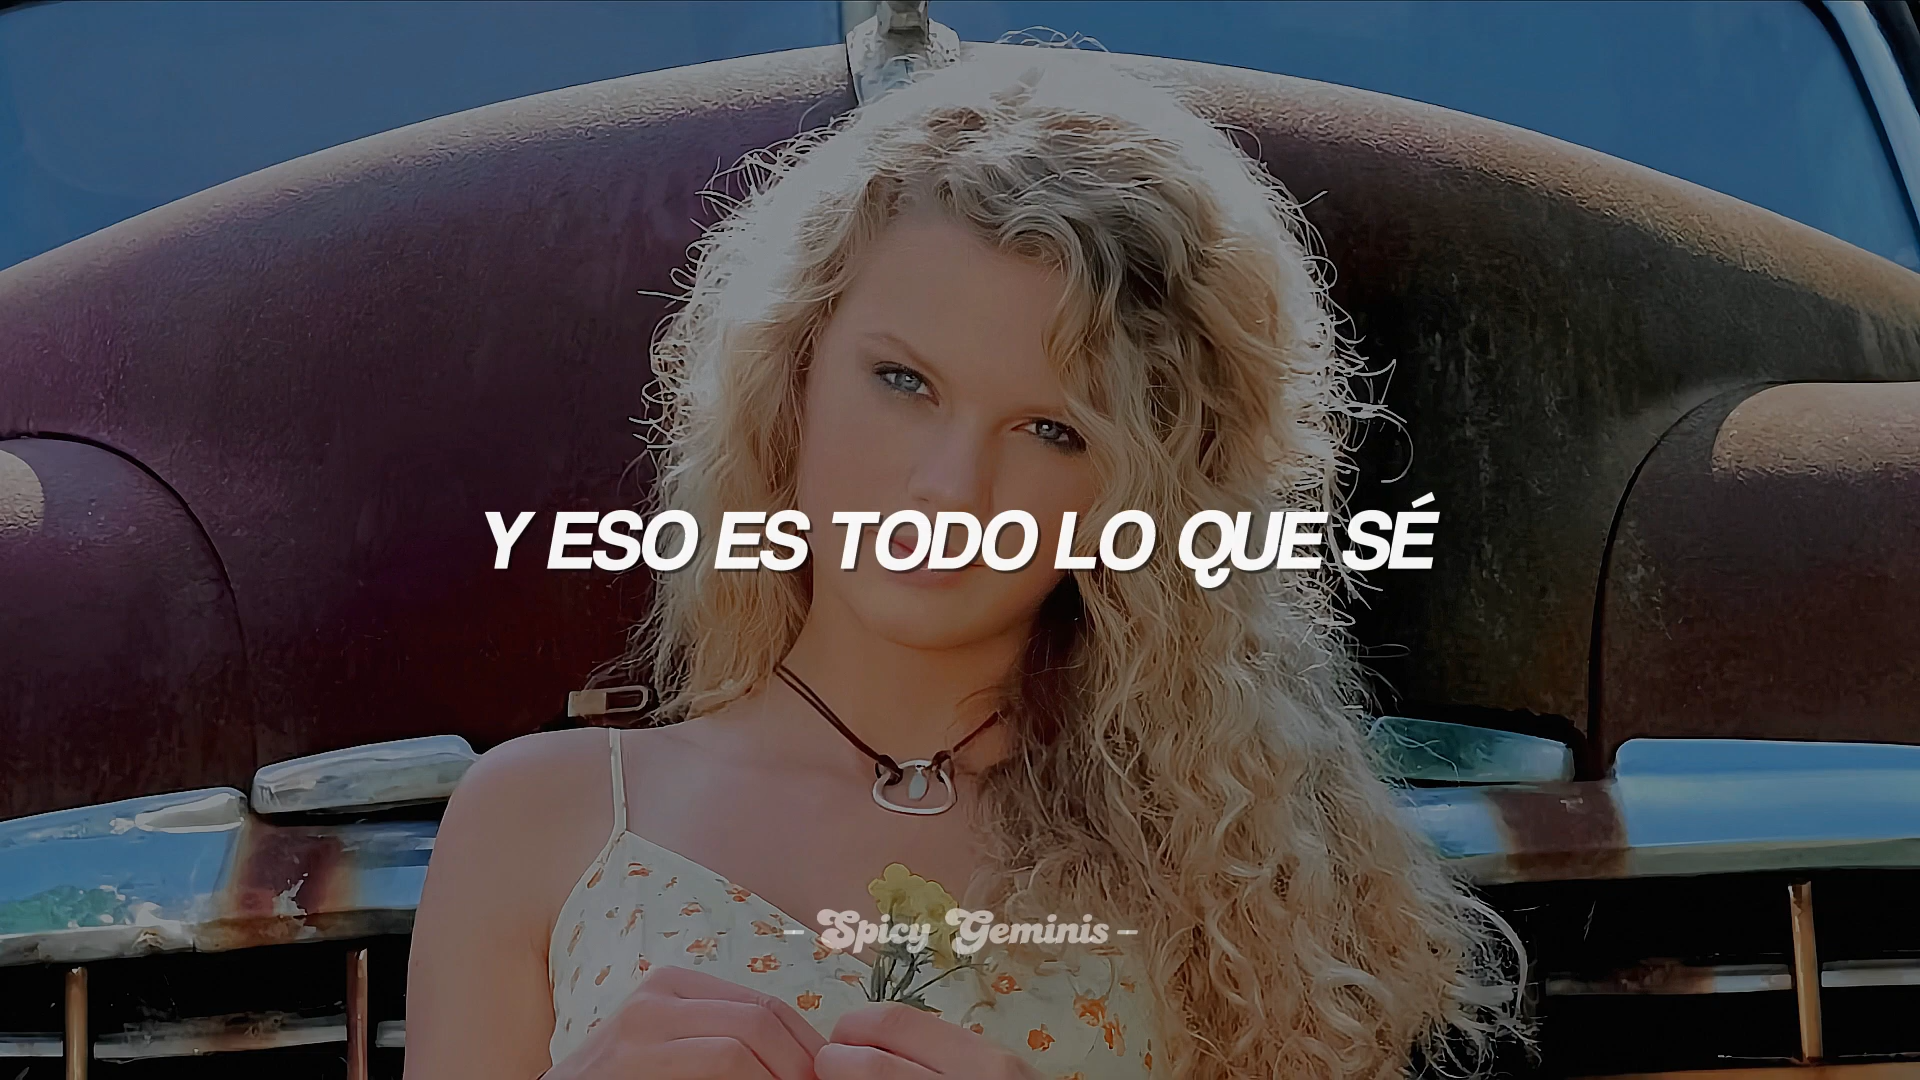 Y ESO ES TODO LO QUE SÉ
– Spicy Geminis –